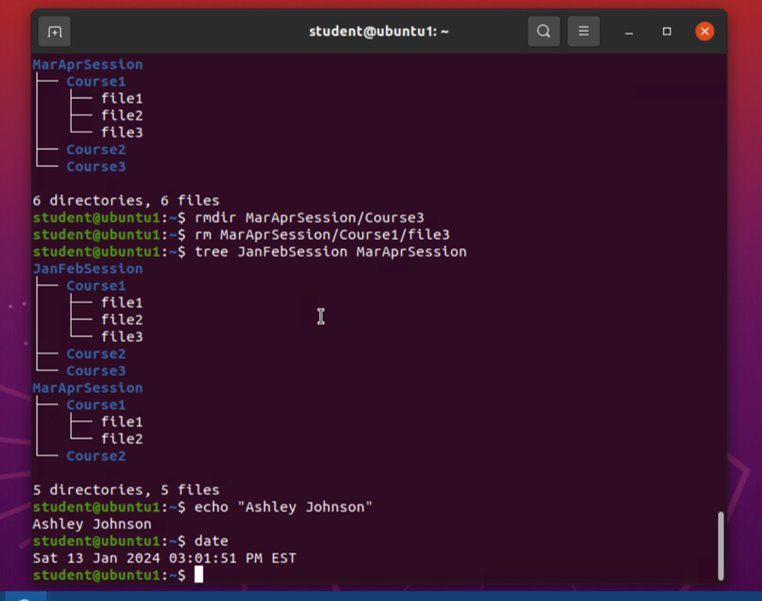 student@ubuntu1: ~
MarAprSession
├── Course1
│   ├── file1
│   ├── file2
│   └── file3
├── Course2
└── Course3
6 directories, 6 files
student@ubuntu1:~$ rmdir MarAprSession/Course3
student@ubuntu1:~$ rm MarAprSession/Course1/file3
student@ubuntu1:~$ tree JanFebSession MarAprSession
JanFebSession
├── Course1
│   ├── file1
│   ├── file2
│   └── file3
├── Course2
└── Course3
MarAprSession
├── Course1
│   ├── file1
│   └── file2
└── Course2
5 directories, 5 files
student@ubuntu1:~$ echo "Ashley Johnson"
Ashley Johnson
student@ubuntu1:~$ date
Sat 13 Jan 2024 03:01:51 PM EST
student@ubuntu1:~$